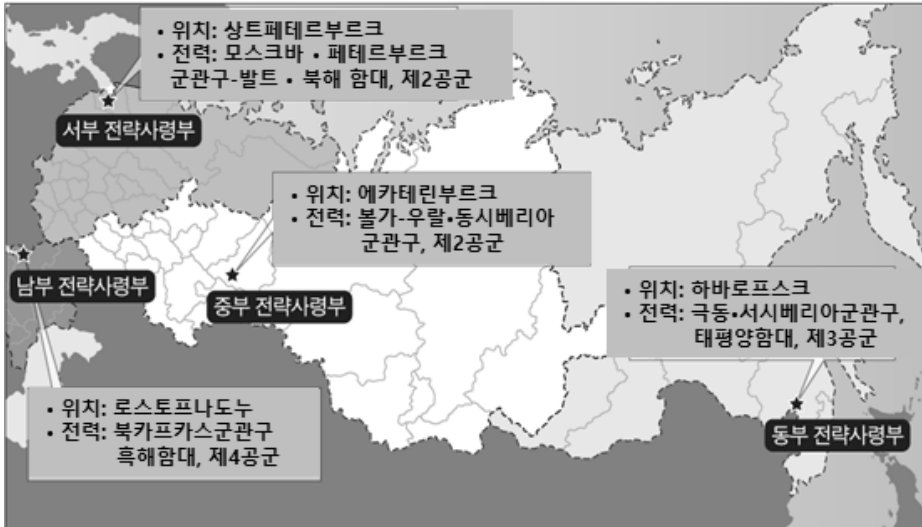 • 위치: 상트페테르부르크
• 전력: 모스크바 • 페테르부르크
군관구-발트 • 북해 함대, 제2공군
서부 전략사령부
• 위치: 에카테린부르크
• 전력: 볼가-우랄•동시베리아
군관구, 제2공군
남부 전략사령부
중부 전략사령부
• 위치: 하바로프스크
• 전력: 극동•서시베리아군관구,
태평양함대, 제3공군
• 위치: 로스토프나도누
• 전력: 북카프카스군관구
흑해함대, 제4공군
동부 전략사령부